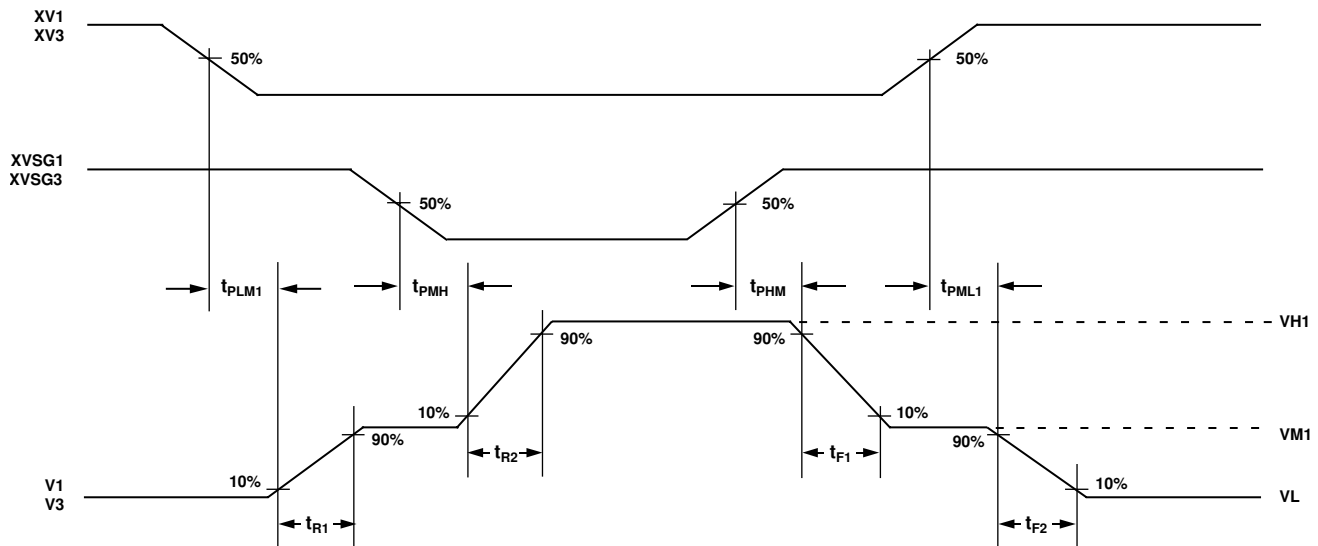 XV1
XV3
50%
50%
XVSG1
XVSG3
50%
50%
tPLM1
tPMH
tPHM
tPML1
VH1
90%
90%
10%
10%
90%
90%
VM1
tR2
tF1
V1
V3
10%
10%
VL
tR1
tF2